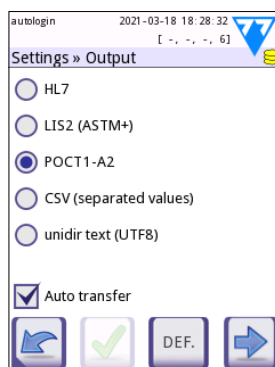 autologin 2021-03-18 18:28:32
[ -, -, -, 6]
77
Settings » Output
HL7
LIS2 (ASTM+)
POCT1-A2
CSV (separated values)
unidir text (UTF8)
Auto transfer
DEF.